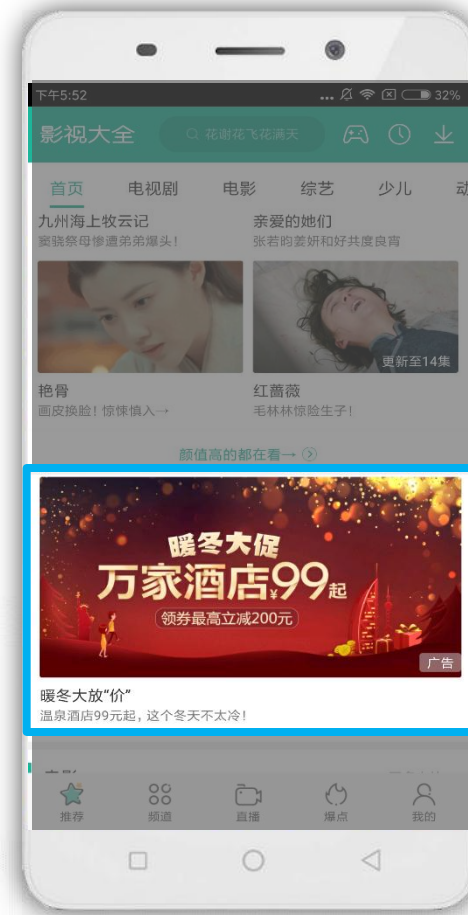 下午5:52
... 32%
影视大全
花谢花飞花满天
首页 电视剧 电影 综艺 少儿
九州海上牧云记 亲爱的她们
窦骁祭母惨遭弟弟爆头! 张若昀姜妍和好共度良宵
更新至14集
艳骨 红蔷薇
画皮换脸! 惊悚慎入→ 毛林林惊险生子!
颜值高的都在看→
暖冬大促
万家酒店¥99起
领券最高立减200元
广告
暖冬大放“价”
温泉酒店99元起, 这个冬天不太冷!
推荐 频道 直播 爆点 我的